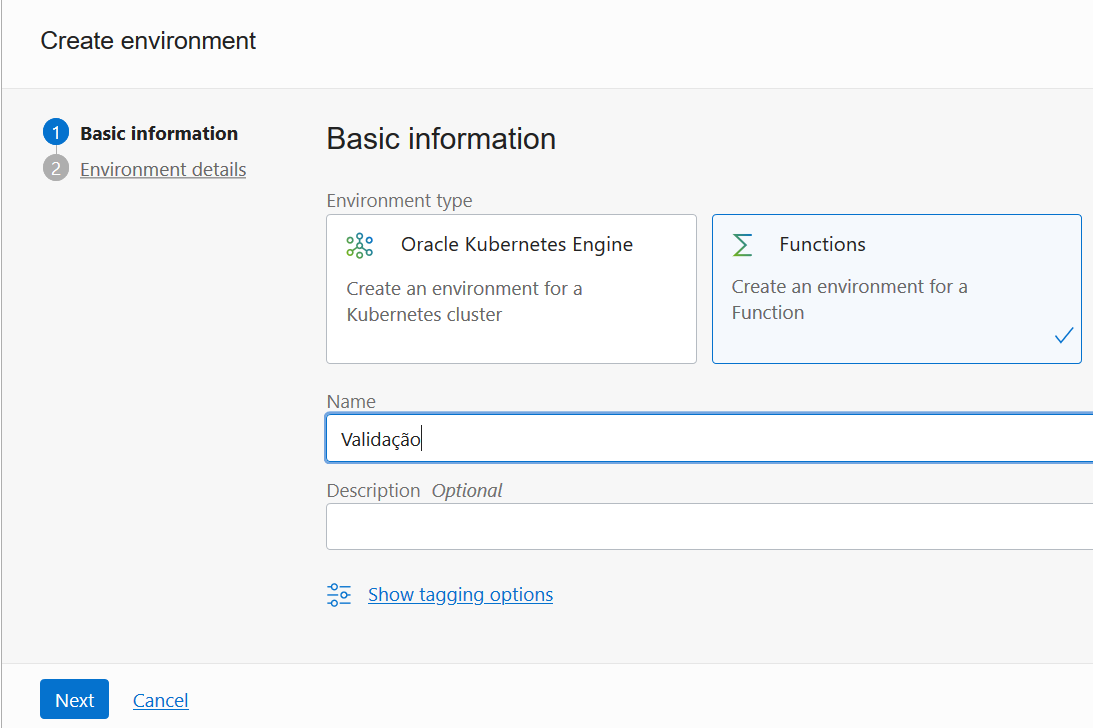 Create environment
1 Basic information
2 Environment details
Basic information
Environment type
Oracle Kubernetes Engine
Create an environment for a
Kubernetes cluster
Functions
Create an environment for a
Function
Name
Validação
Description Optional
Show tagging options
Next Cancel